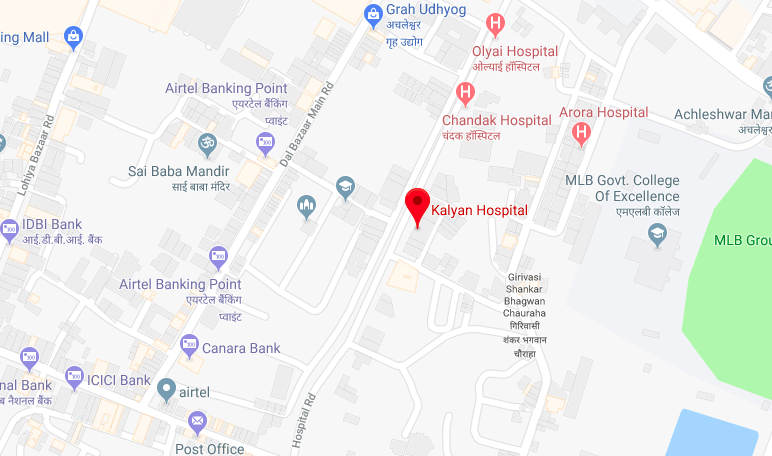 Grah Udhyog
अचलेश्वर
गृह उद्योग
ing Mall
Olyai Hospital
ओल्याई हॉस्पिटल
Airtel Banking Point
एयरटेल बैंकिंग
प्वाइंट
Dal Bazaar Main Rd
Lohiya Bazaar Rd
Chandak Hospital
चंदक हॉस्पिटल
Arora Hospital
Achleshwar Man
अचलेश्वर
Sai Baba Mandir
साई बाबा मंदिर
MLB Govt. College
Of Excellence
एमएलबी कॉलेज
Kalyan Hospital
IDBI Bank
आई.डी.बी.आई. बैंक
MLB Grou
Airtel Banking Point
एयरटेल बैंकिंग
प्वाइंट
Girivasi
Shankar
Bhagwan
Chauraha
गिरिवासी
शंकर भगवान
चौराहा
Canara Bank
nal Bank
ब नैशनल बैंक
ICICI Bank
airtel
Hospital Rd
Post Office